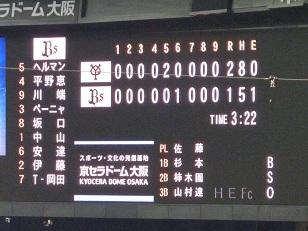 京セラドーム大阪
Bs
5 ヘルマン
4 平野恵
9 川端
3 ペーニャ
8 坂口
1 中山
6 安達
2 伊藤
7 T-岡田
1 2 3 4 5 6 7 8 9 R H E
0 0 0 0 2 0 0 0 0 2 8 0
Bs 0 0 0 0 0 1 0 0 0 1 5 1
TIME 3:22
スポーツ・文化の発信基地
京セラドーム大阪
KYOCERA DOME OSAKA
PL 佐藤
1B 杉本
2B 柿木園
3B 山村達
H E Fc
B
S
O